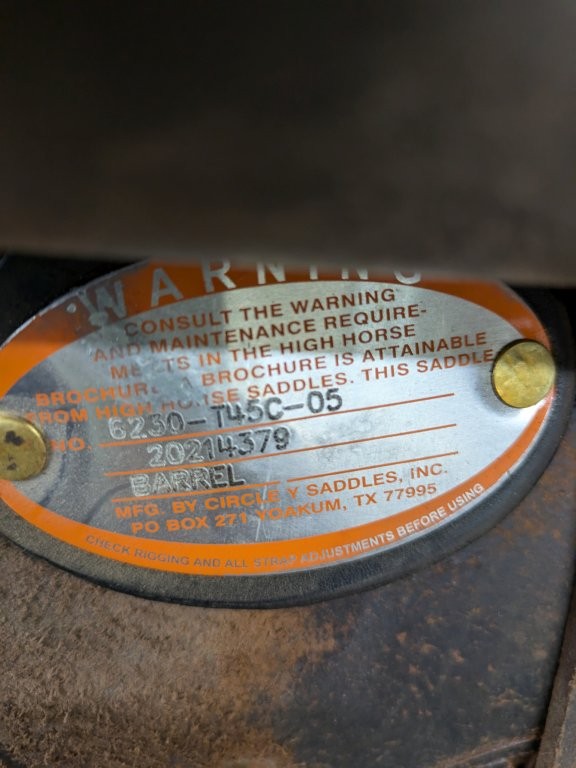 WARNING
CONSULT THE WARNING
AND MAINTENANCE REQUIRE-
IN THE HIGH HORSE
A BROCHURE IS ATTAINABLE
FROM HIGH HORSE SADDLES. THIS SADDLE
NO. 6230-T45C-05
20214379
BARREL
MFG. BY CIRCLE Y SADDLES, INC.
PO BOX 271 YOAKUM, TX 77995
CHECK RIGGING AND ALL STRAP ADJUSTMENTS BEFORE USING